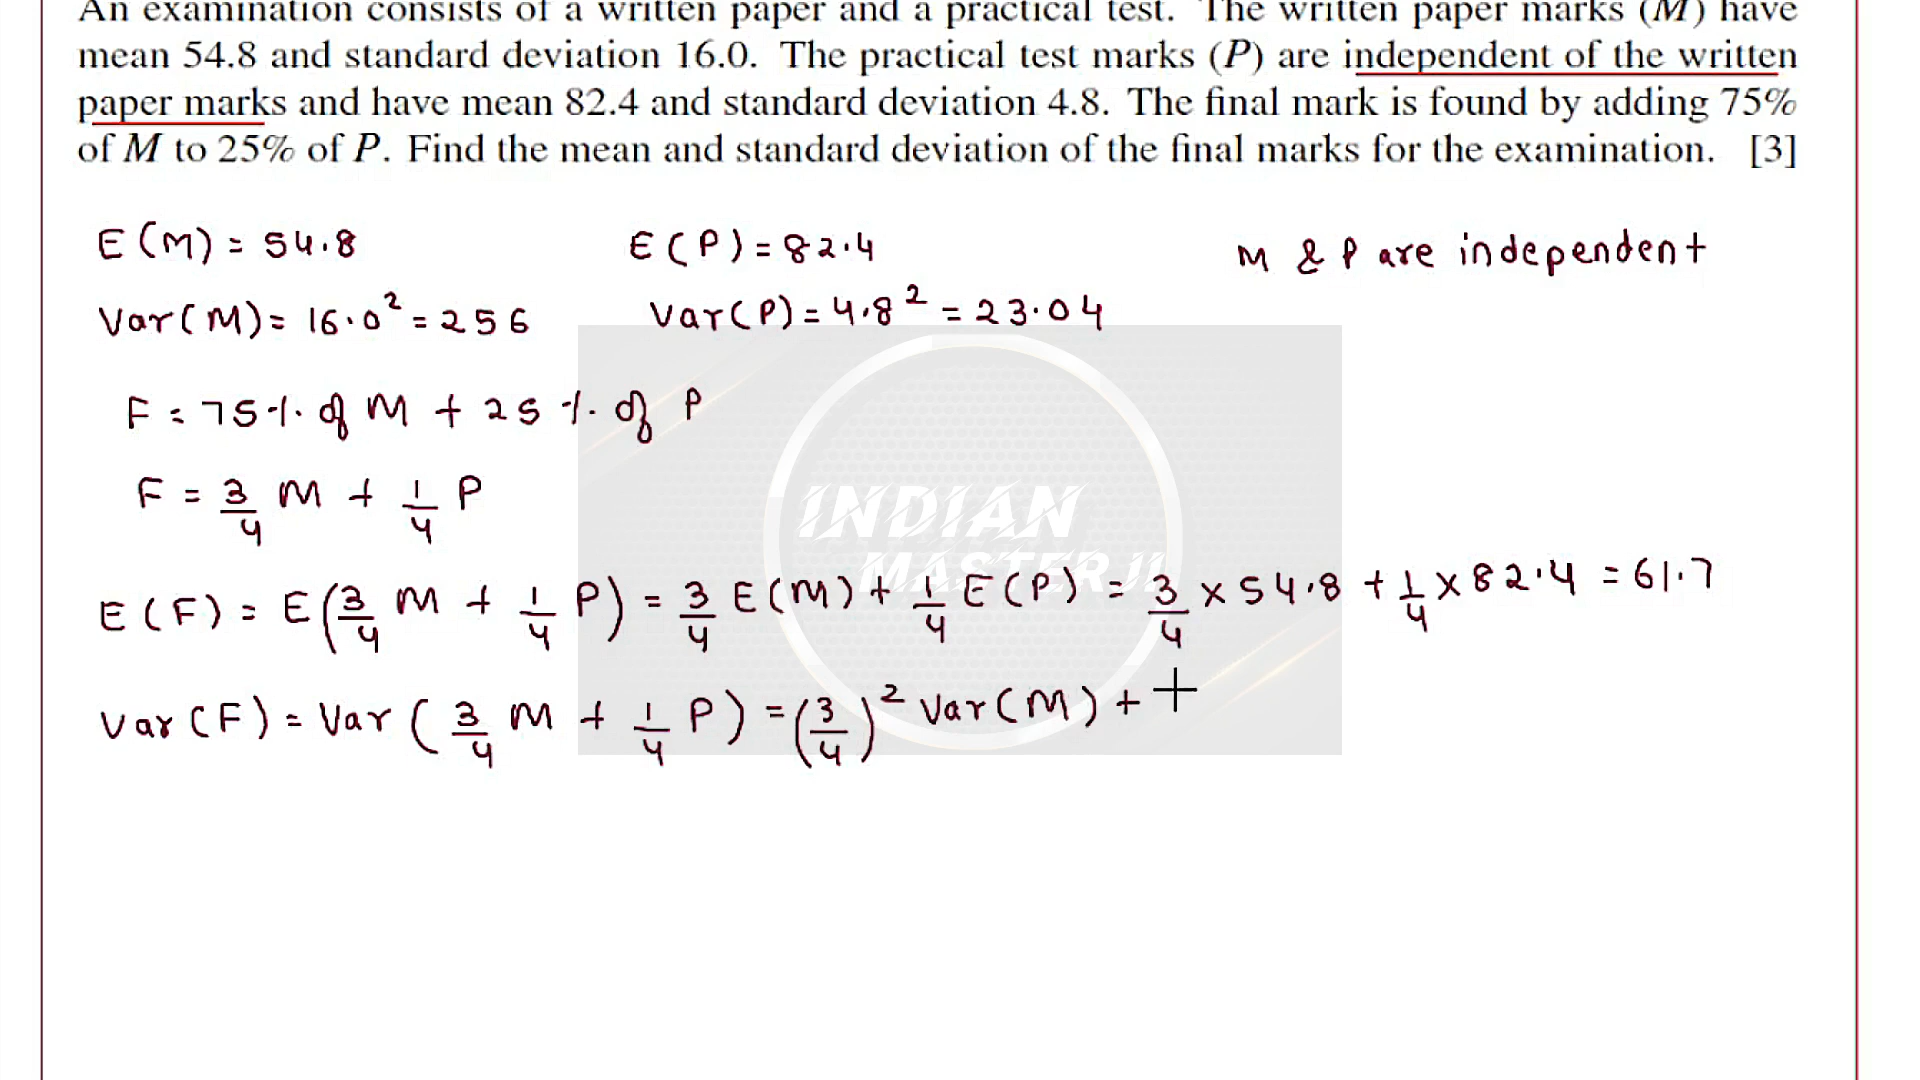 An examination consists of a written paper and a practical test. The written paper marks (M) have
mean 54.8 and standard deviation 16.0. The practical test marks (P) are independent of the written
paper marks and have mean 82.4 and standard deviation 4.8. The final mark is found by adding 75%
of M to 25% of P. Find the mean and standard deviation of the final marks for the examination. [3]
E(M) = 54.8 E(P) = 82.4 M & P are independent
Var(M) = 16.0² = 256 Var(P) = 4.8² = 23.04
F = 75% of M + 25% of P
F = 3/4 M + 1/4 P
INDIAN
MASTERJI
E(F) = E(3/4 M + 1/4 P) = 3/4 E(M) + 1/4 E(P) = 3/4 × 54.8 + 1/4 × 82.4 = 61.7
Var(F) = Var(3/4 M + 1/4 P) = (3/4)² Var(M) +